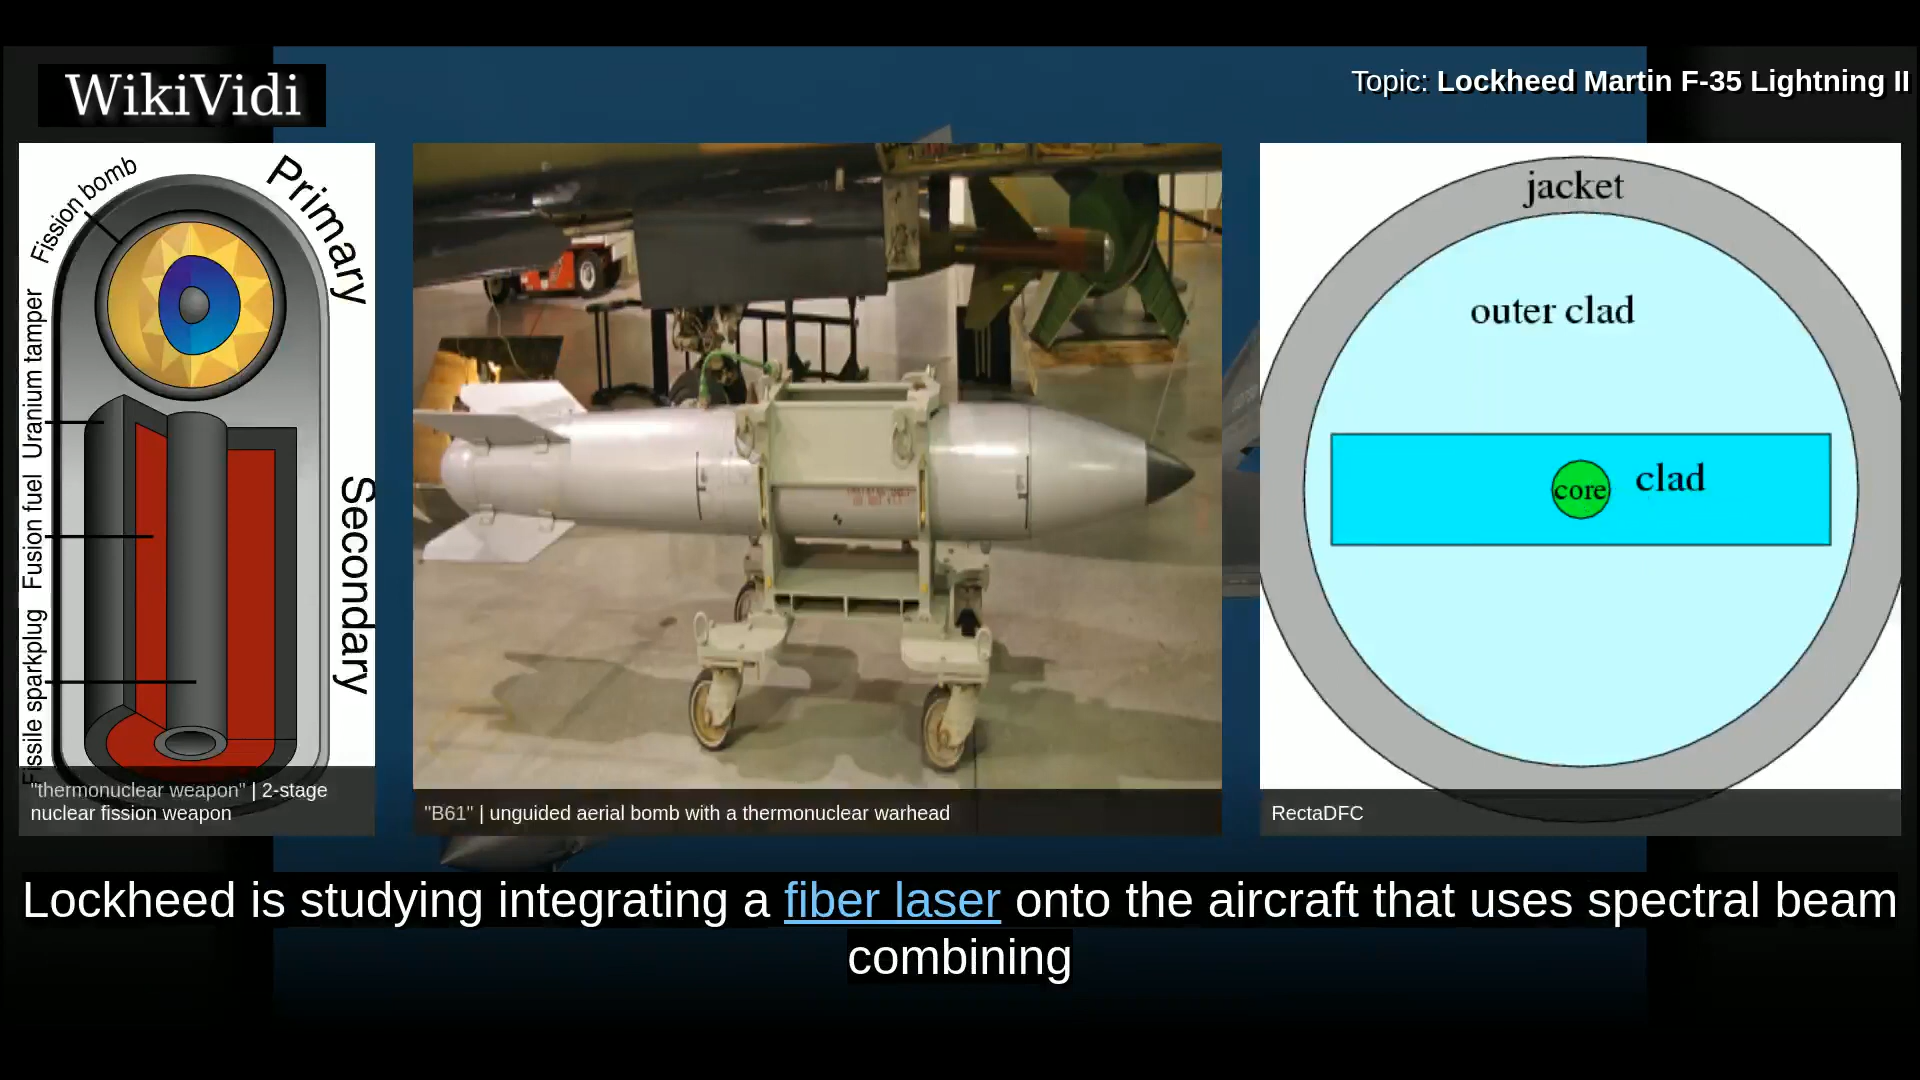 WikiVidi
Topic: Lockheed Martin F-35 Lightning II
Fission bomb
Primary
Uranium tamper
Fusion fuel
Fissile sparkplug
Secondary
"thermonuclear weapon" | 2-stage
nuclear fission weapon
"B61" | unguided aerial bomb with a thermonuclear warhead
jacket
outer clad
core
clad
RectaDFC
Lockheed is studying integrating a fiber laser onto the aircraft that uses spectral beam
combining